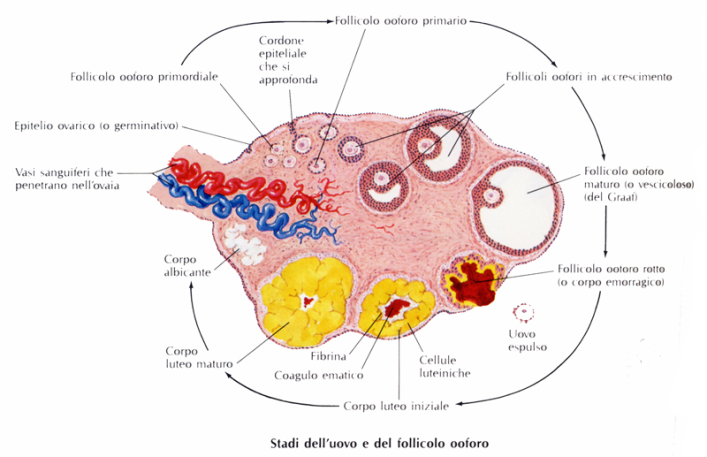 Follicolo ooforo primario
Cordone
epiteliale
che si
approfonda
Follicolo ooforo primordiale
Follicoli oofori in accrescimento
Epitelio ovarico (o germinativo)
Vasi sanguiferi che
penetrano nell'ovaia
Follicolo ooforo
maturo (o vescicoloso)
(del Graaf)
Corpo
albicante
Follicolo ooforo rotto
(o corpo emorragico)
Uovo
espulso
Corpo
luteo maturo
Fibrina
Coagulo ematico
Cellule
luteiniche
Corpo luteo iniziale
Stadi dell'uovo e del follicolo ooforo